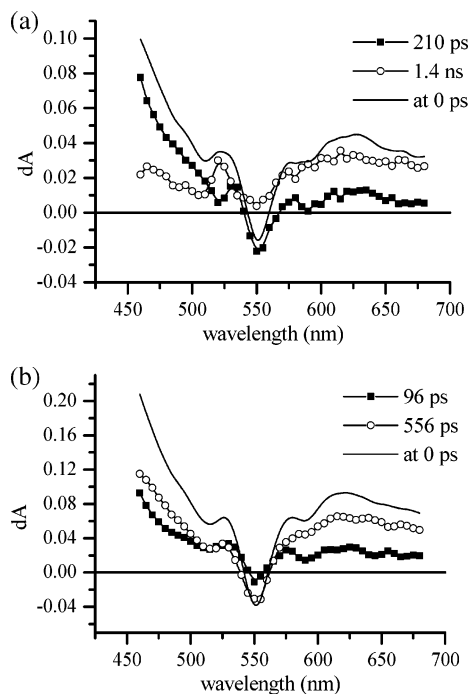 (a)
210 ps
1.4 ns
at 0 ps
dA
0.10
0.08
0.06
0.04
0.02
0.00
-0.02
-0.04
450 500 550 600 650 700
wavelength (nm)
(b)
96 ps
556 ps
at 0 ps
dA
0.20
0.16
0.12
0.08
0.04
0.00
-0.04
450 500 550 600 650 700
wavelength (nm)